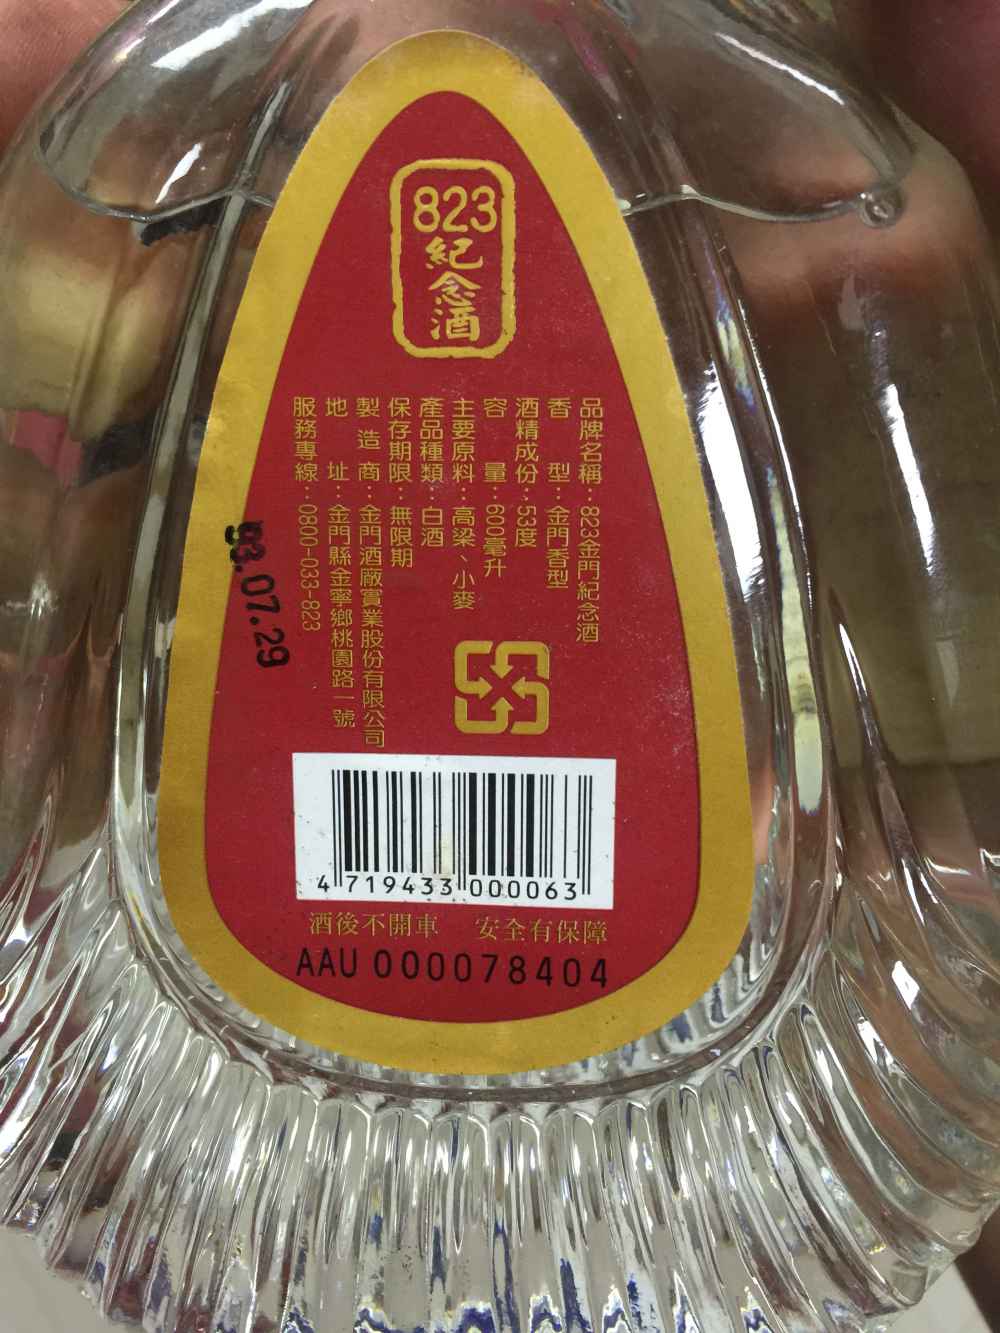 823
紀念酒
品牌名稱：823金門紀念酒
香型：金門香型
酒精成份：53度
容量：600毫升
主要原料：高粱、小麥
產品種類：白酒
保存期限：無限期
製造商：金門酒廠實業股份有限公司
地址：金門縣金寧鄉桃園路一號
服務專線：0800-033-823
93.07.29
4 719433 000063
酒後不開車 安全有保障
AAU 000078404